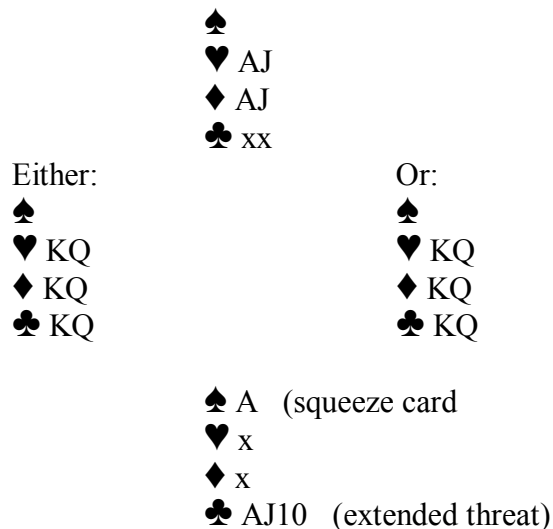 ♠
♥ AJ
♦ AJ
♣ xx
Either: Or:
♠ ♠
♥ KQ ♥ KQ
♦ KQ ♦ KQ
♣ KQ ♣ KQ
♠ A (squeeze card
♥ x
♦ x
♣ AJ10 (extended threat)